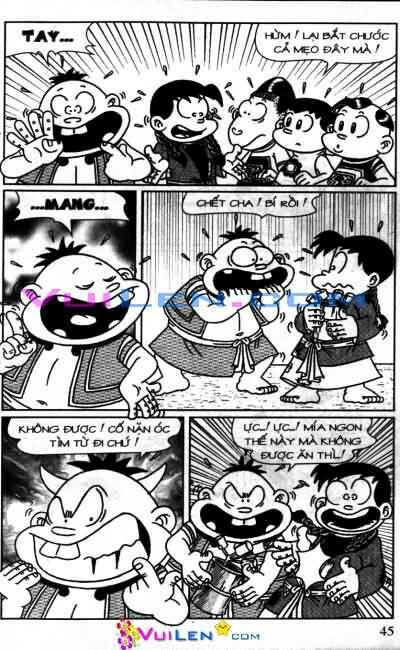 TAY...
HỪM! LẠI BẮT CHƯỚC
CẢ MẸO ĐÂY MÀ!
...MANG...
CHẾT CHA! BÍ RỒI!
VuiLen.com
KHÔNG ĐƯỢC! CỐ NẶN ÓC
TÌM TỪ ĐI CHỨ!
ỰC..! ỰC..! MÍA NGON
THẾ NÀY MÀ KHÔNG
ĐƯỢC ĂN THÌ...!
45
VuiLen.com